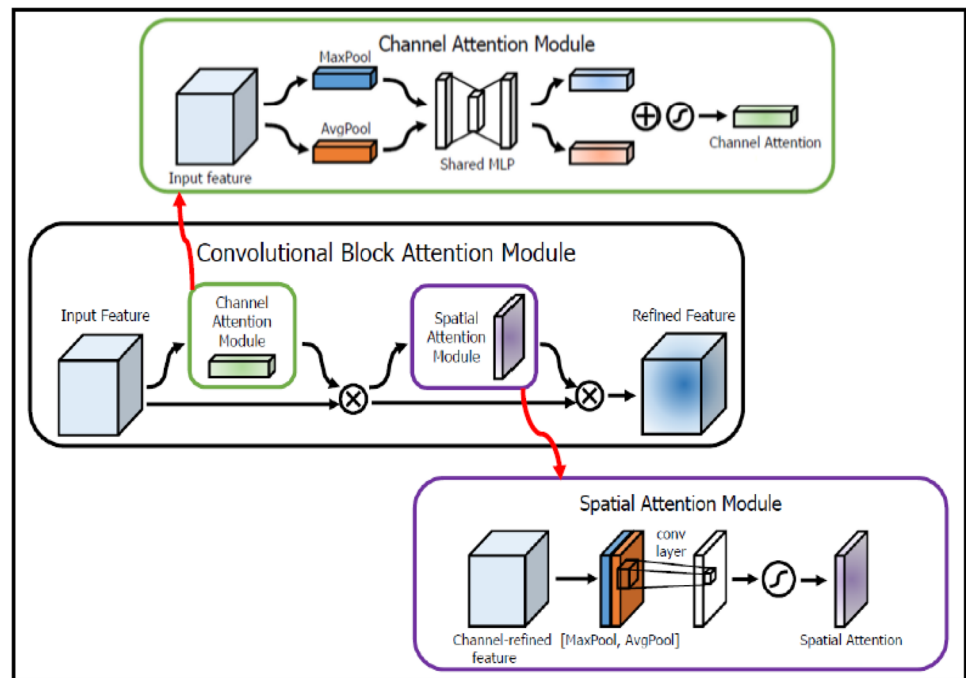 Channel Attention Module
MaxPool
AvgPool
Input feature
Shared MLP
Channel Attention
Convolutional Block Attention Module
Input Feature
Channel
Attention
Module
Spatial
Attention
Module
Refined Feature
Spatial Attention Module
conv
layer
Channel-refined
feature
[MaxPool, AvgPool]
Spatial Attention